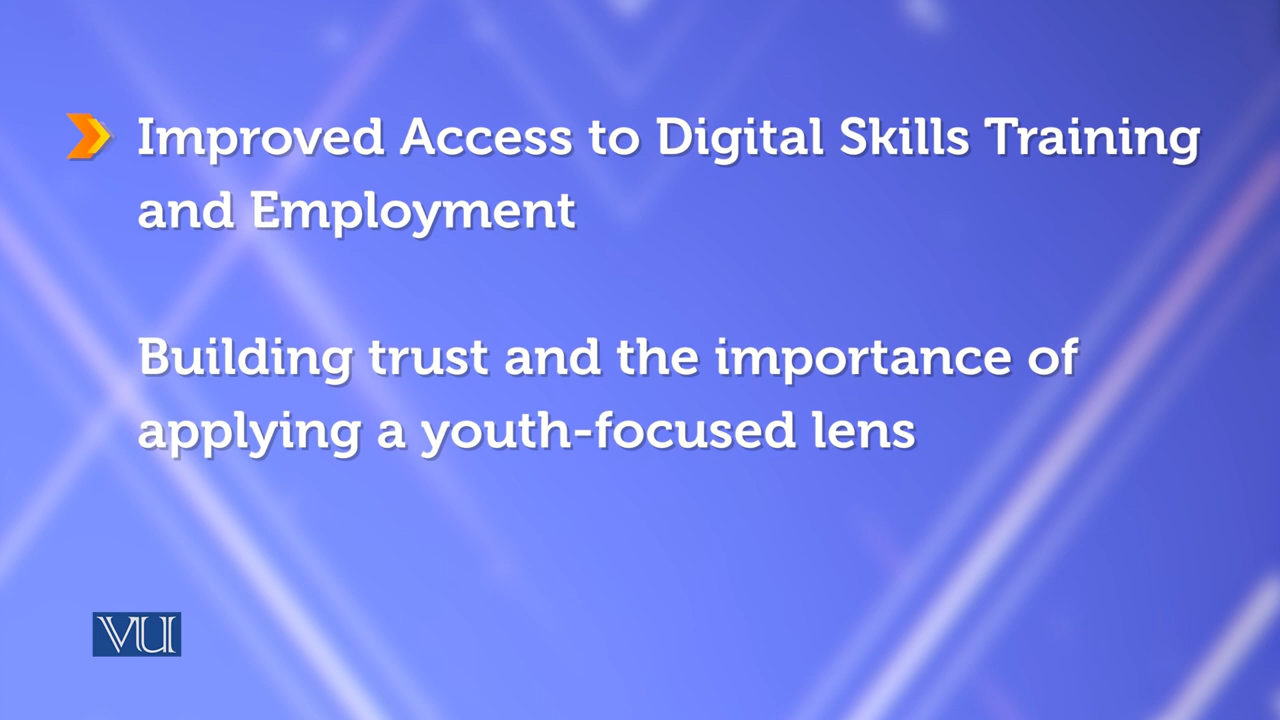 Improved Access to Digital Skills Training
and Employment
Building trust and the importance of
applying a youth-focused lens
VU